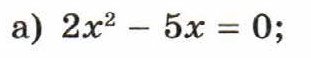 а) 2x² − 5x = 0;